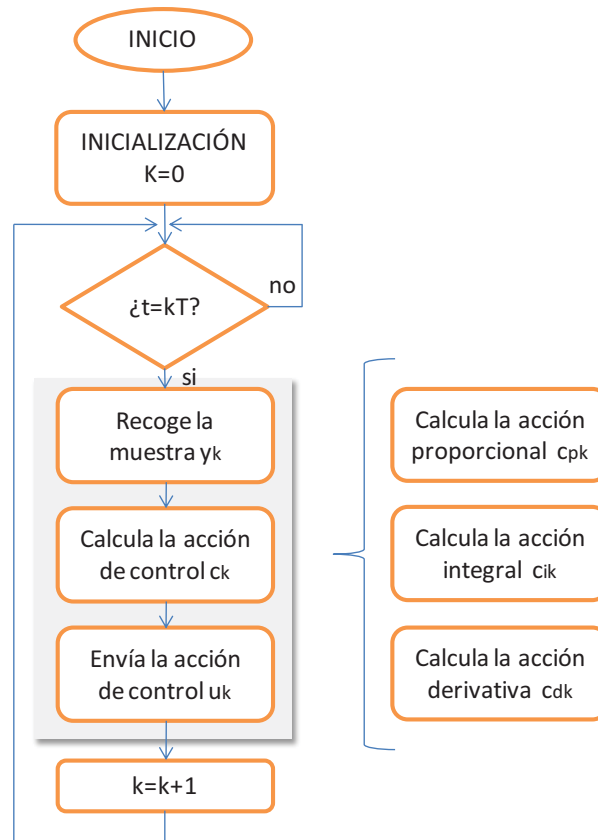 INICIO
INICIALIZACIÓN
K=0
¿t=kT?
no
si
Recoge la
muestra yk
Calcula la acción
de control ck
Envía la acción
de control uk
k=k+1
Calcula la acción
proporcional cpk
Calcula la acción
integral cik
Calcula la acción
derivativa cdk